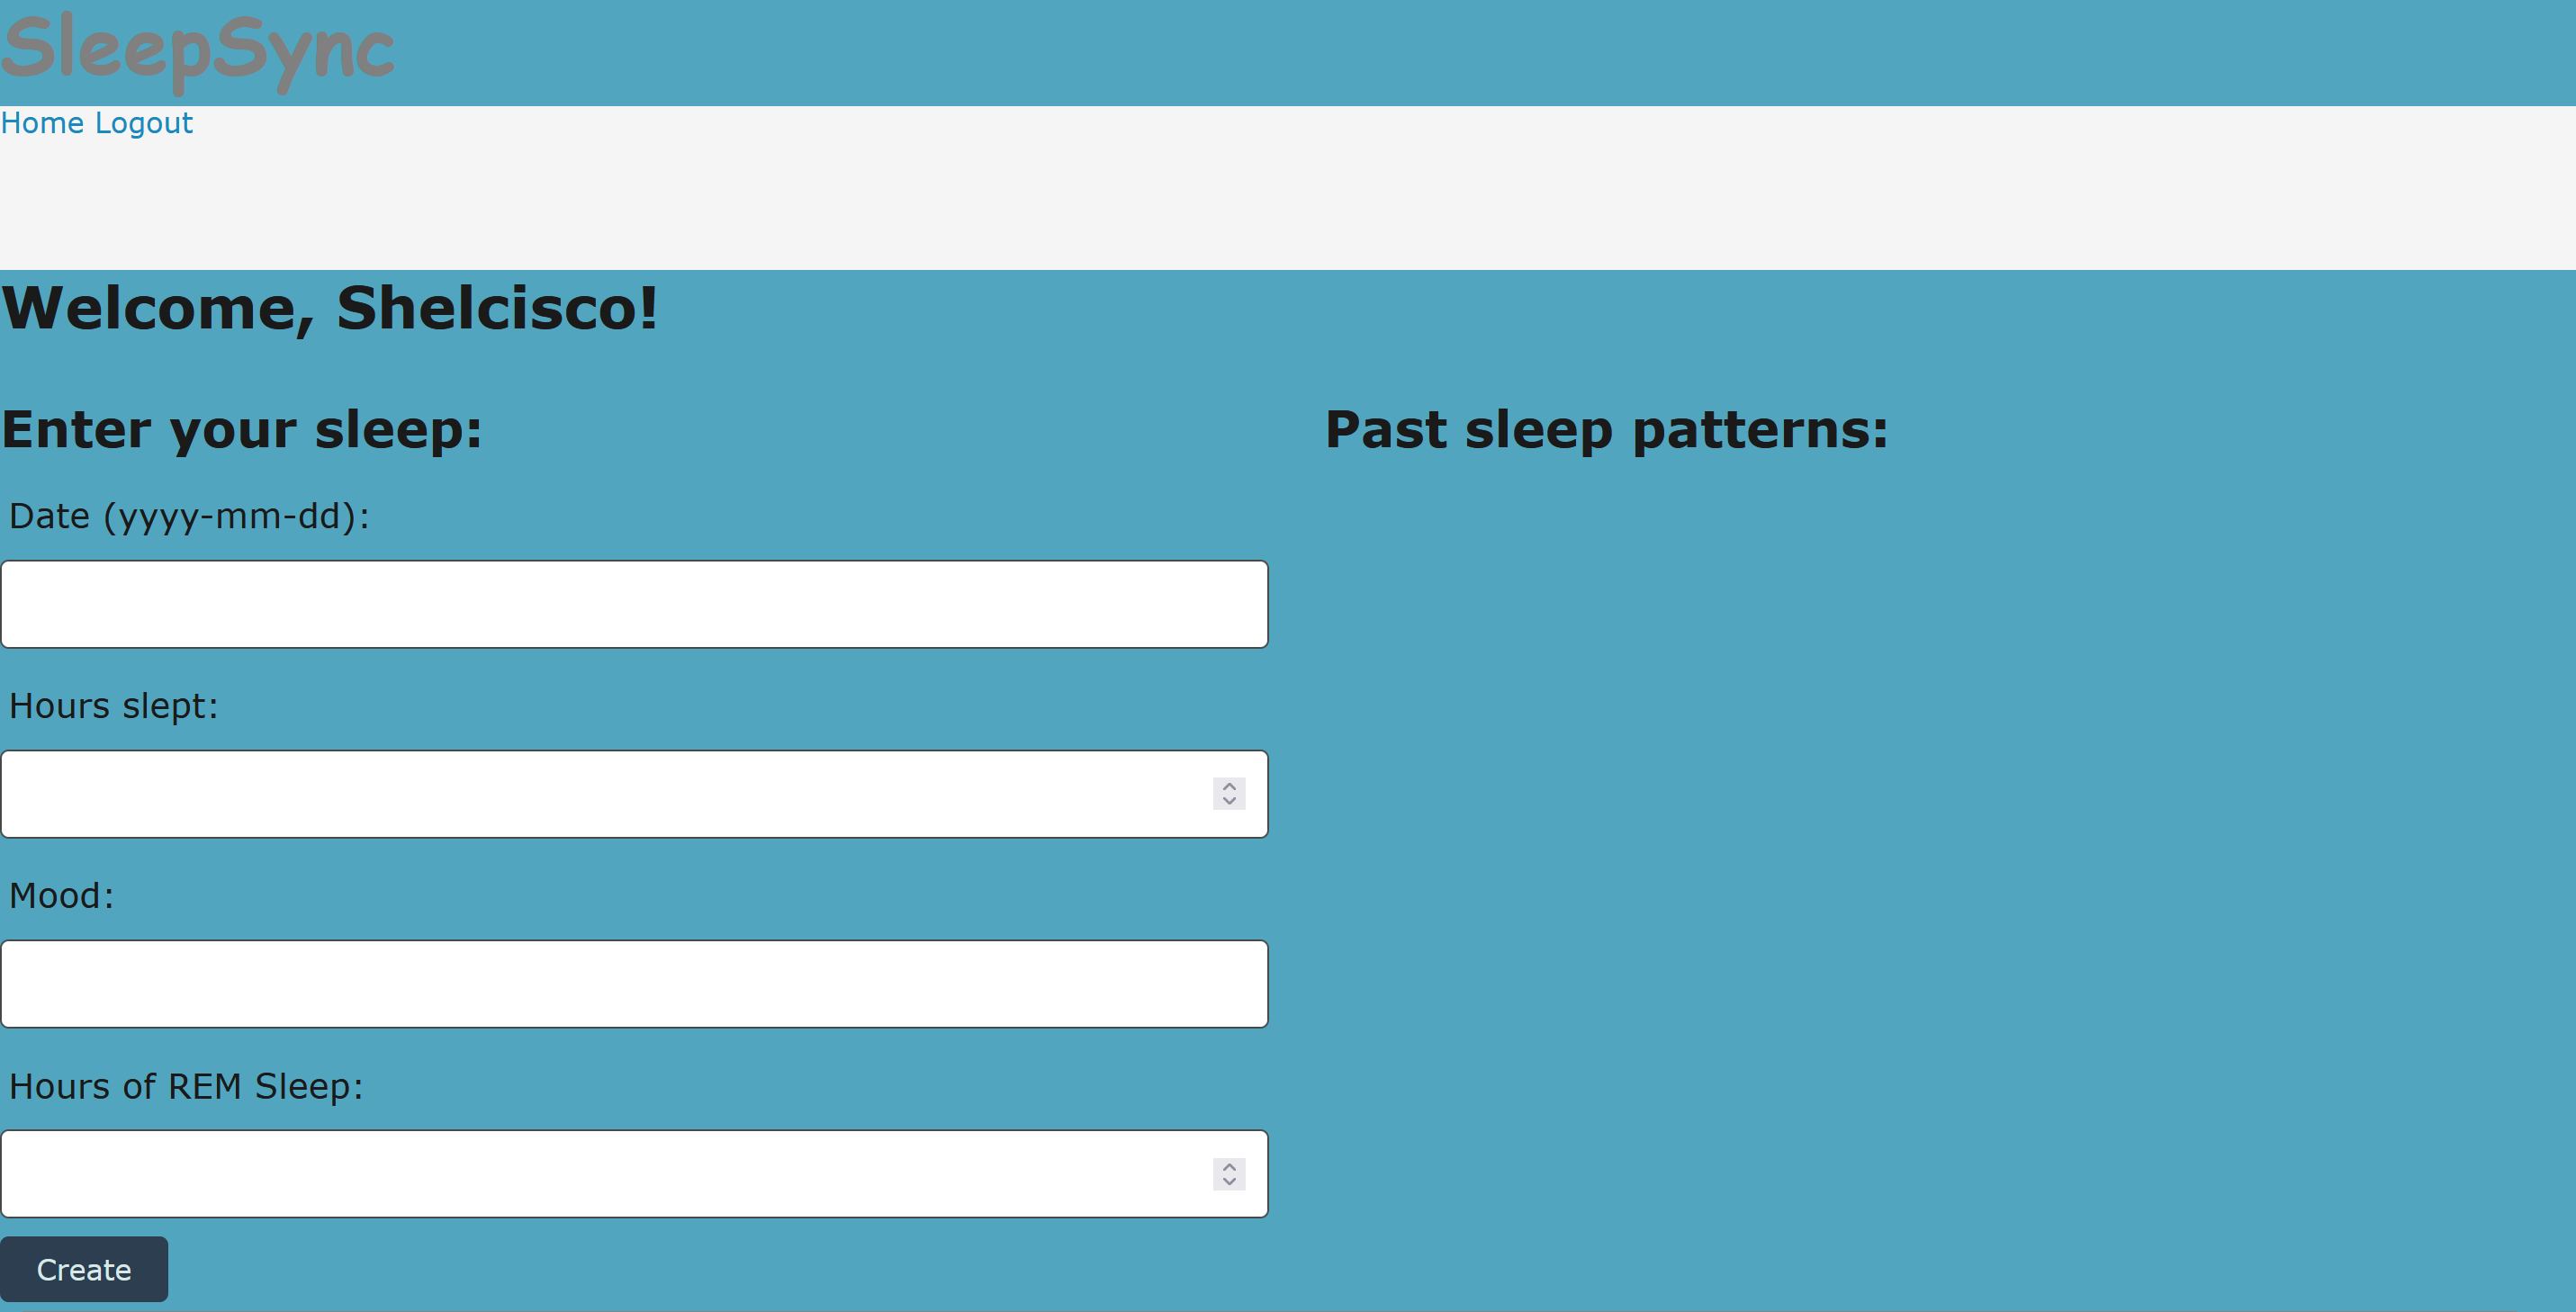 SleepSync
Home Logout
Welcome, Shelcisco!
Enter your sleep:
Date (yyyy-mm-dd):
Hours slept:
Mood:
Hours of REM Sleep:
Create
Past sleep patterns: